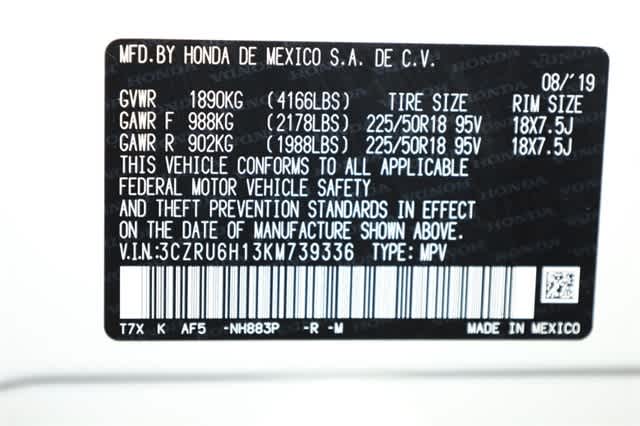 MFD.BY HONDA DE MEXICO S.A. DE C.V.
08/'19
GVWR 1890KG (4166LBS) TIRE SIZE RIM SIZE
GAWR F 988KG (2178LBS) 225/50R18 95V 18X7.5J
GAWR R 902KG (1988LBS) 225/50R18 95V 18X7.5J
THIS VEHICLE CONFORMS TO ALL APPLICABLE
FEDERAL MOTOR VEHICLE SAFETY
AND THEFT PREVENTION STANDARDS IN EFFECT
ON THE DATE OF MANUFACTURE SHOWN ABOVE.
V.I.N.:3CZRU6H13KM739336 TYPE: MPV
T7X K AF5 -NH883P -R -M MADE IN MEXICO